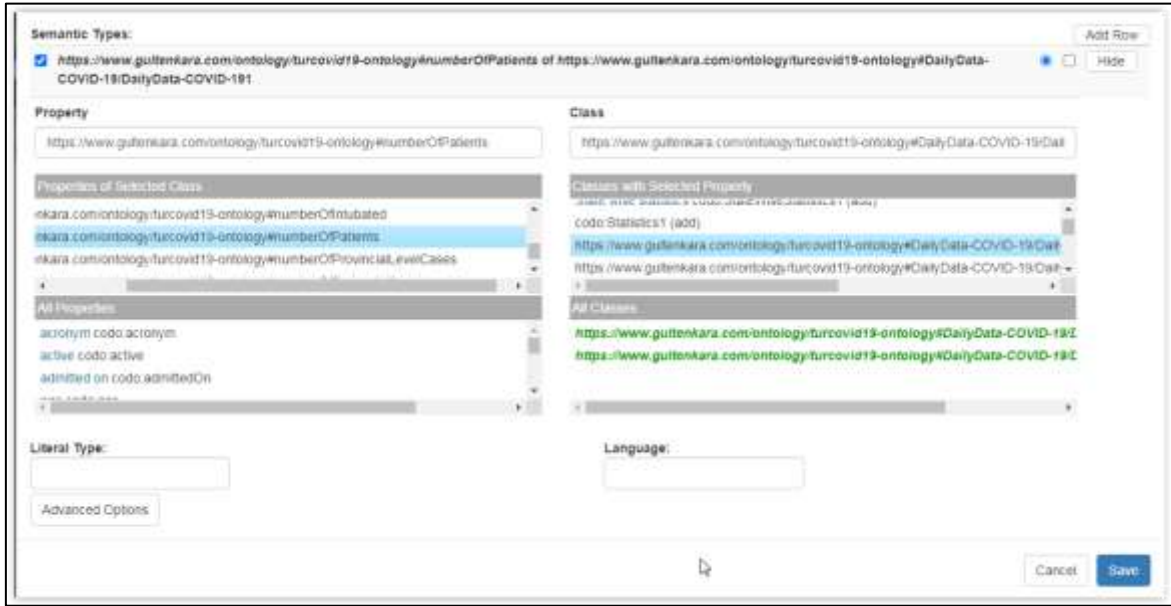 Semantic Types:
Add Row
https://www.gultenkara.com/ontology/turcovid19-ontology#numberOfPatients of https://www.gultenkara.com/ontology/turcovid19-ontology#DailyData-
COVID-19/DailyData-COVID-191
Hide
Property
Class
https://www.gultenkara.com/ontology/turcovid19-ontology#numberOfPatients
https://www.gultenkara.com/ontology/turcovid19-ontology#DailyData-COVID-19/Dail
Properties of Selected Class
Classes with Selected Property
nkara.com/ontology/turcovid19-ontology#numberOfIntubated
codo:Statistics1 (add)
nkara.com/ontology/turcovid19-ontology#numberOfPatients
https://www.gultenkara.com/ontology/turcovid19-ontology#DailyData-COVID-19/Dail
nkara.com/ontology/turcovid19-ontology#numberOfProvincialLevelCases
https://www.gultenkara.com/ontology/turcovid19-ontology#DailyData-COVID-19/Dail
All Properties
All Classes
acronym codo:acronym
https://www.gultenkara.com/ontology/turcovid19-ontology#DailyData-COVID-19/D
active codo:active
https://www.gultenkara.com/ontology/turcovid19-ontology#DailyData-COVID-19/D
admitted on codo:admittedOn
Literal Type:
Language:
Advanced Options
Cancel
Save